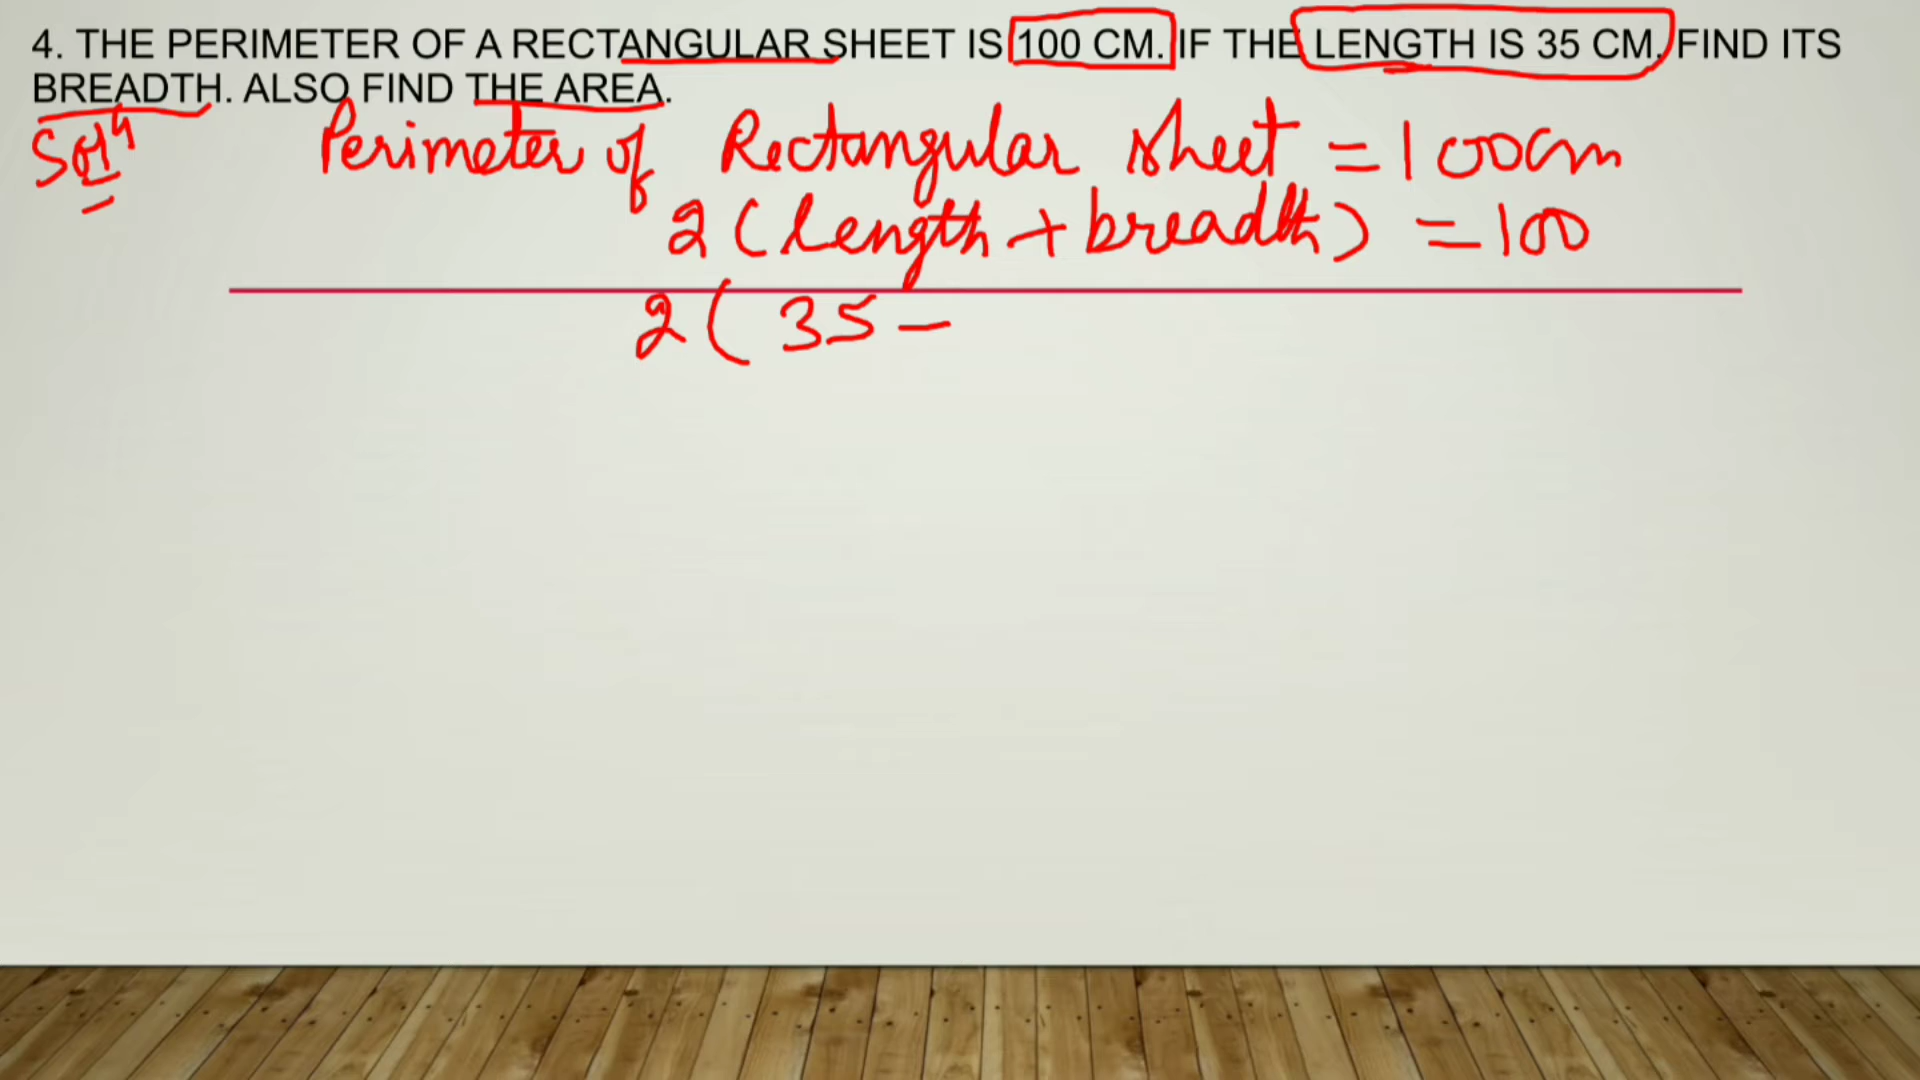 4. THE PERIMETER OF A RECTANGULAR SHEET IS 100 CM. IF THE LENGTH IS 35 CM. FIND ITS
BREADTH. ALSO FIND THE AREA.
Solⁿ Perimeter of Rectangular sheet = 100cm
2 (length + breadth) = 100
2 ( 35 -